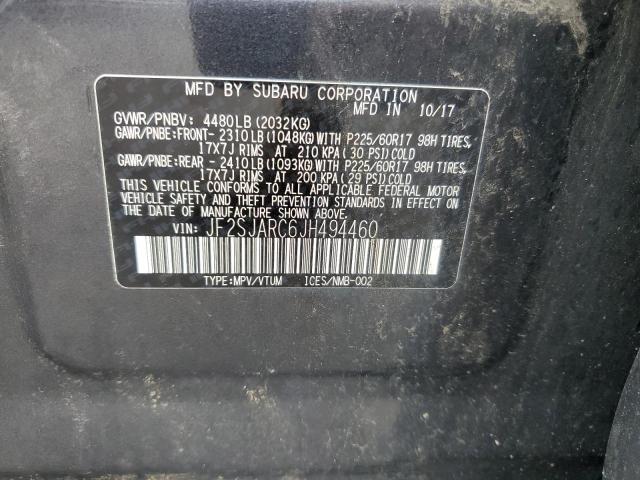 MFD BY SUBARU CORPORATION
MFD IN 10/17
GVWR/PNBV: 4480LB (2032KG)
GAWR/PNBE:FRONT- 2310LB (1048KG) WITH P225/60R17 98H TIRES,
17X7J RIMS AT 210 KPA (30 PSI) COLD
GAWR/PNBE:REAR - 2410LB (1093KG) WITH P225/60R17 98H TIRES,
17X7J RIMS AT 200 KPA (29 PSI) COLD
THIS VEHICLE CONFORMS TO ALL APPLICABLE FEDERAL MOTOR
VEHICLE SAFETY AND THEFT PREVENTION STANDARDS IN EFFECT
ON THE DATE OF MANUFACTURE SHOWN ABOVE.
VIN: JF2SJARC6JH494460
TYPE:MPV/VTUM ICES/NMB-002